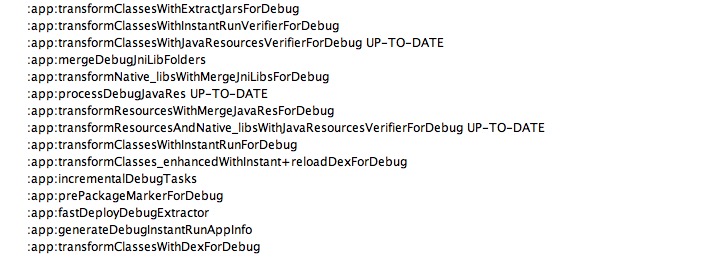 :app:transformClassesWithExtractJarsForDebug
:app:transformClassesWithInstantRunVerifierForDebug
:app:transformClassesWithJavaResourcesVerifierForDebug UP-TO-DATE
:app:mergeDebugJniLibFolders
:app:transformNative_libsWithMergeJniLibsForDebug
:app:processDebugJavaRes UP-TO-DATE
:app:transformResourcesWithMergeJavaResForDebug
:app:transformResourcesAndNative_libsWithJavaResourcesVerifierForDebug UP-TO-DATE
:app:transformClassesWithInstantRunForDebug
:app:transformClasses_enhancedWithInstant+reloadDexForDebug
:app:incrementalDebugTasks
:app:prePackageMarkerForDebug
:app:fastDeployDebugExtractor
:app:generateDebugInstantRunAppInfo
:app:transformClassesWithDexForDebug